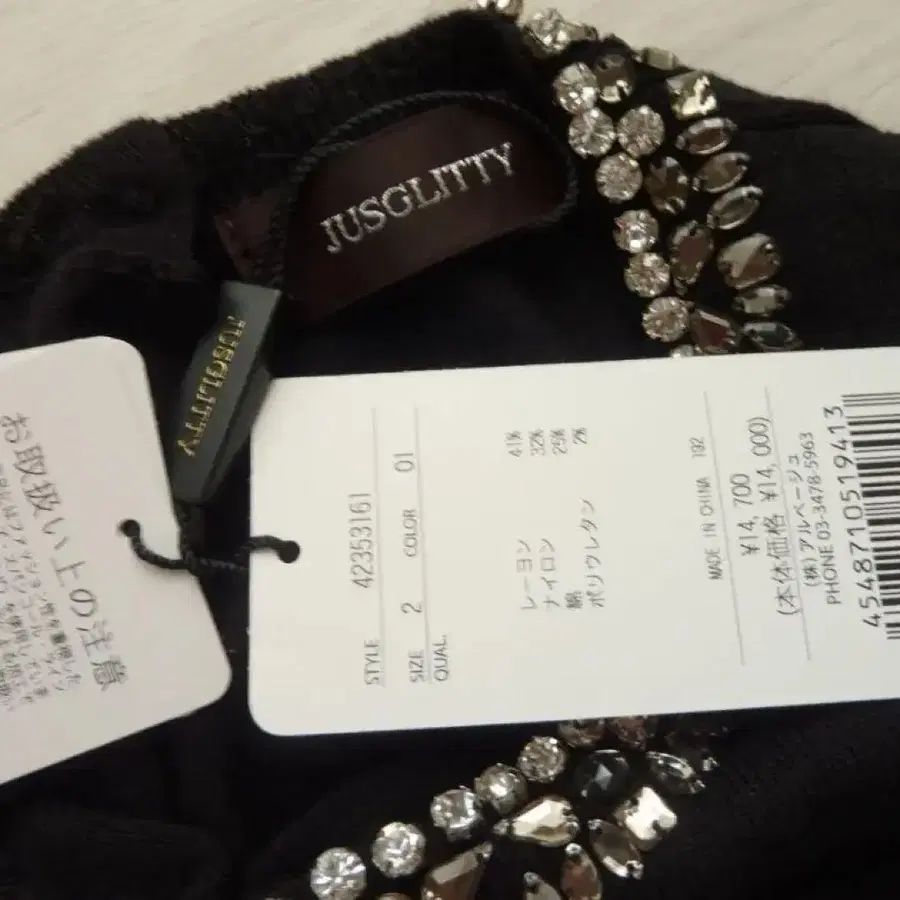 JUSGLITTY
JUSGLITTY
お取扱い上の注意
STYLE 42353161
SIZE 2 COLOR 01
QUAL.
レーヨン 41%
ナイロン 32%
綿 25%
ポリウレタン 2%
MADE IN CHINA 192
¥14,700
(本体価格 ¥14,000)
(株)アルページュ
PHONE 03-3478-5963
4548710519413